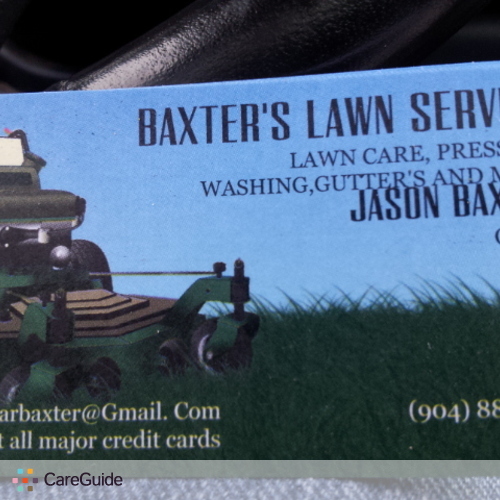 BAXTER'S LAWN SERV
LAWN CARE, PRESS
WASHING,GUTTER'S AND M
JASON BAX
arbaxter@Gmail. Com
(904) 88
t all major credit cards
CareGuide